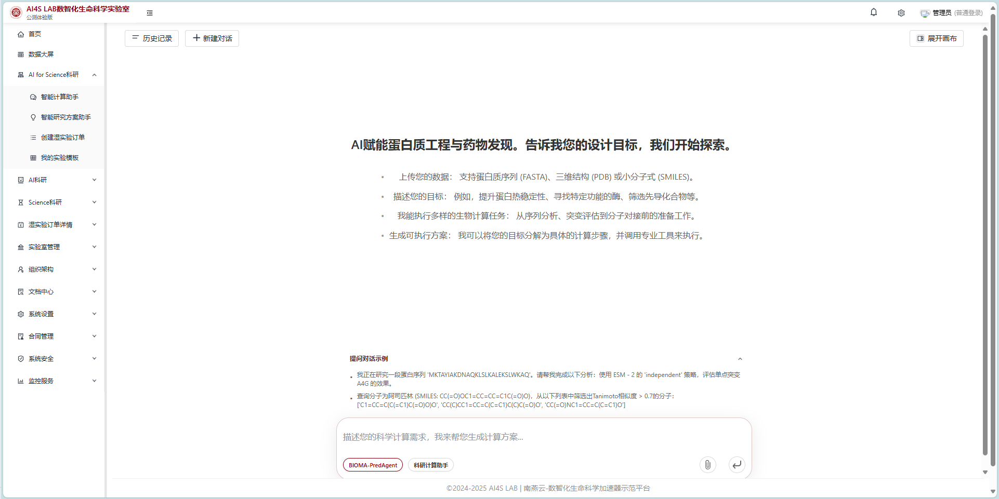 AI4S LAB数智化生命科学实验室
公测体验版
管理员 (普通登录)
首页
数据大屏
AI for Science科研
智能计算助手
智能研究方案助手
创建湿实验订单
我的实验模板
AI科研
Science科研
湿实验订单详情
实验室管理
组织架构
文档中心
系统设置
合同管理
系统安全
监控服务
历史记录
新建对话
展开画布
AI赋能蛋白质工程与药物发现。告诉我您的设计目标，我们开始探索。
• 上传您的数据： 支持蛋白质序列 (FASTA)、三维结构 (PDB) 或小分子式 (SMILES)。
• 描述您的目标： 例如，提升蛋白热稳定性、寻找特定功能的酶、筛选先导化合物等。
• 我能执行多样的生物计算任务： 从序列分析、突变评估到分子对接前的准备工作。
• 生成可执行方案： 我可以将您的目标分解为具体的计算步骤，并调用专业工具来执行。
提问对话示例
• 我正在研究一段蛋白序列 'MKTAYIAKDNAQKLSLKALEKSLWKAQ'。请帮我完成以下分析：使用 ESM - 2 的 'independent' 策略，评估单点突变
A4G 的效果。
• 查询分子为阿司匹林 (SMILES: CC(=O)OC1=CC=CC=C1C(=O)O)，从以下列表中筛选出Tanimoto相似度 > 0.7的分子：
['C1=CC=C(C(=C1)C(=O)O)O', 'CC(C)CC1=CC=C(C=C1)C(C)C(=O)O', 'CC(=O)NC1=CC=C(C=C1)O']
描述您的科学计算需求，我来帮您生成计算方案...
BIOMA-PredAgent
科研计算助手
©2024-2025 AI4S LAB | 南燕云-数智化生命科学加速器示范平台